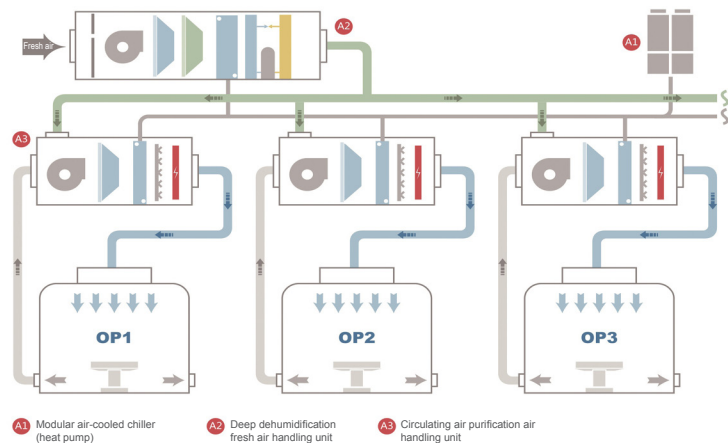 A2
A1
Fresh air
A3
OP1
OP2
OP3
A1 Modular air-cooled chiller
(heat pump)
A2 Deep dehumidification
fresh air handling unit
A3 Circulating air purification air
handling unit